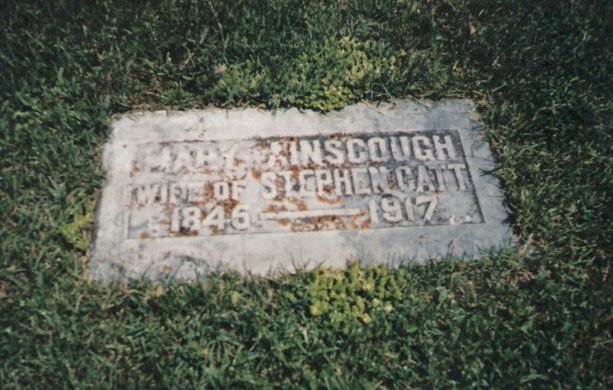 MARY AINSCOUGH
WIFE OF STEPHEN CATT
1846 — 1917